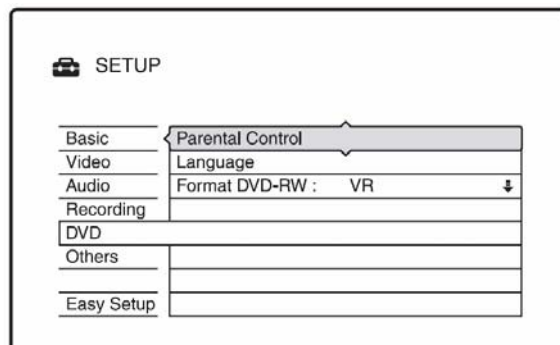 SETUP
Basic Parental Control
Video Language
Audio Format DVD-RW : VR
Recording
DVD
Others
Easy Setup